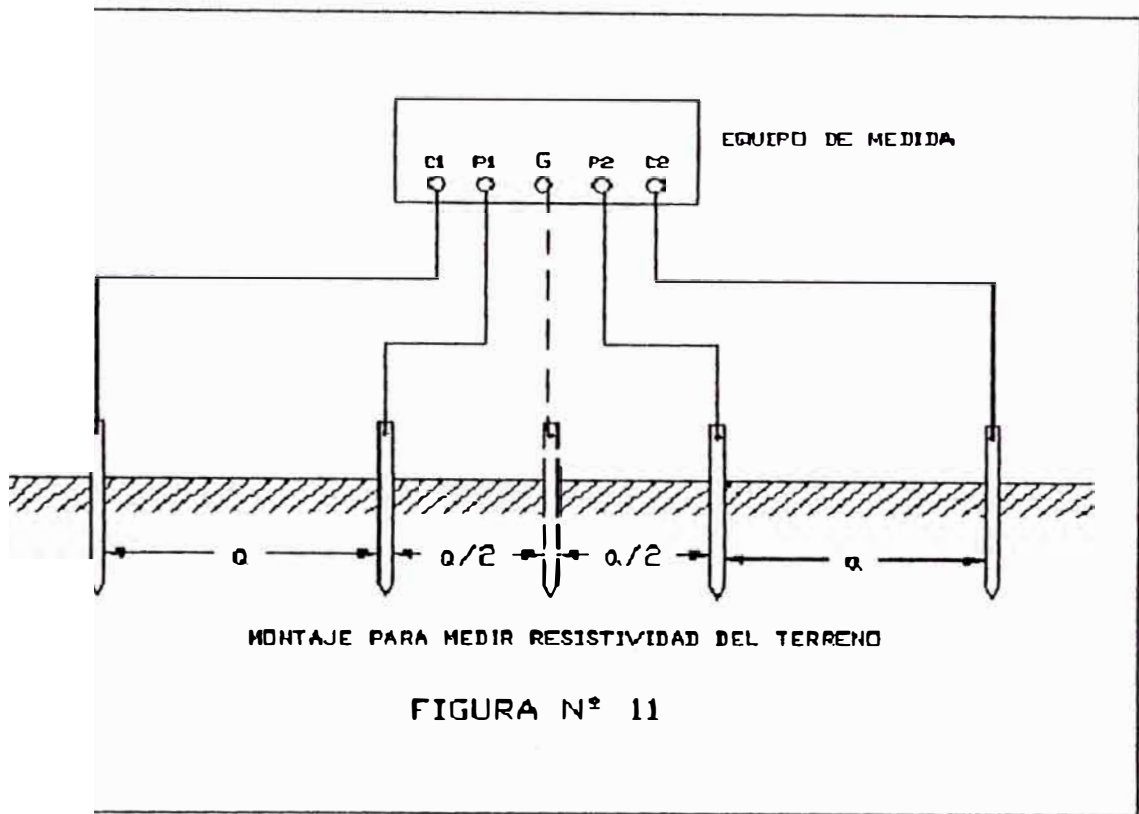 EQUIPO DE MEDIDA
C1 P1 G P2 C2
a a/2 a/2 a
MONTAJE PARA MEDIR RESISTIVIDAD DEL TERRENO
FIGURA Nº 11